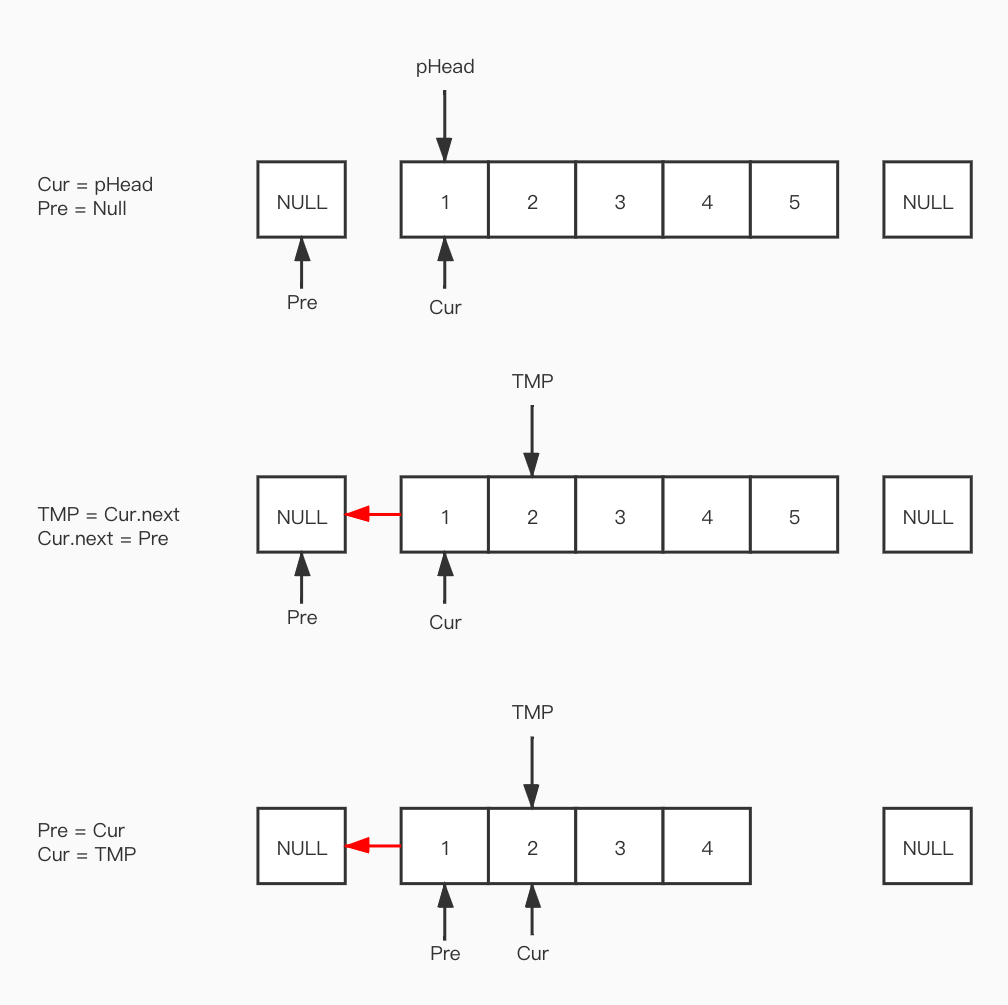 pHead
Cur = pHead
Pre = Null
NULL 1 2 3 4 5 NULL
Pre Cur
TMP
TMP = Cur.next
Cur.next = Pre
NULL 1 2 3 4 5 NULL
Pre Cur
TMP
Pre = Cur
Cur = TMP
NULL 1 2 3 4 NULL
Pre Cur